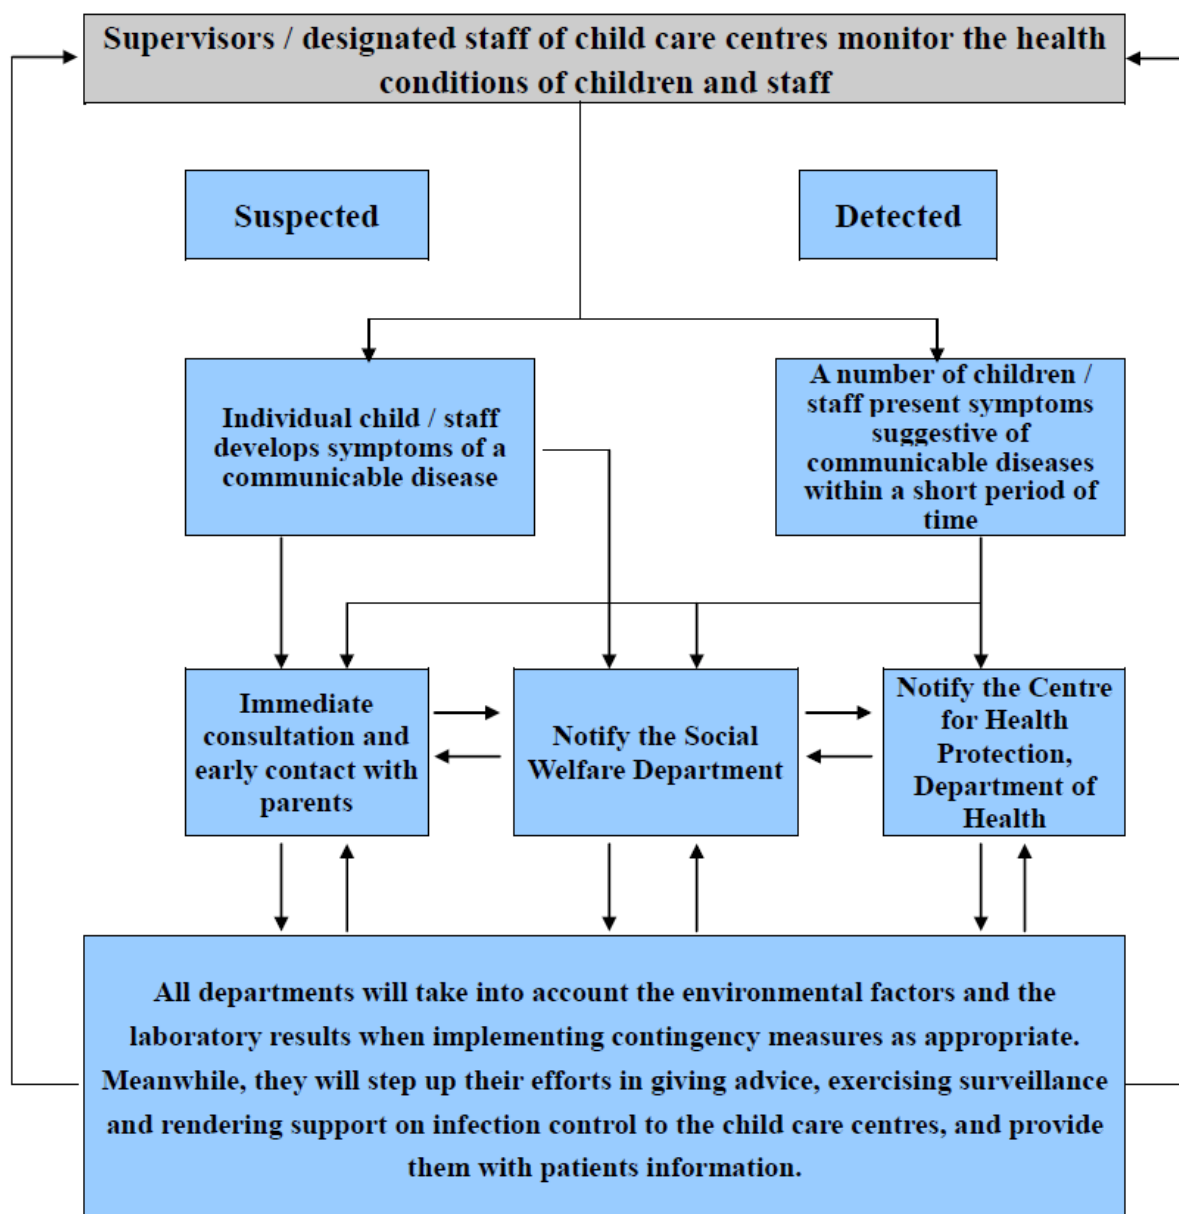 Supervisors / designated staff of child care centres monitor the health
conditions of children and staff
Suspected
Detected
Individual child / staff
develops symptoms of a
communicable disease
A number of children /
staff present symptoms
suggestive of
communicable diseases
within a short period of
time
Immediate
consultation and
early contact with
parents
Notify the Social
Welfare Department
Notify the Centre
for Health
Protection,
Department of
Health
All departments will take into account the environmental factors and the
laboratory results when implementing contingency measures as appropriate.
Meanwhile, they will step up their efforts in giving advice, exercising surveillance
and rendering support on infection control to the child care centres, and provide
them with patients information.